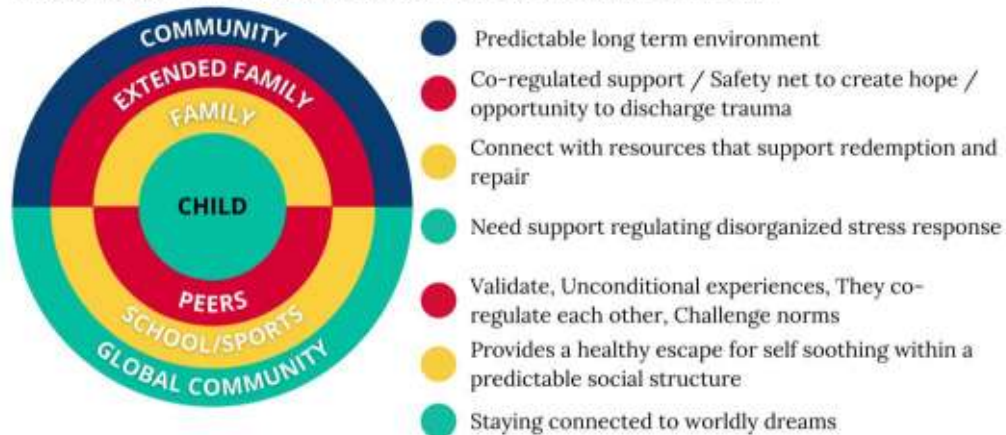 COMMUNITY
EXTENDED FAMILY
FAMILY
CHILD
PEERS
SCHOOL/SPORTS
GLOBAL COMMUNITY
Predictable long term environment
Co-regulated support / Safety net to create hope /
opportunity to discharge trauma
Connect with resources that support redemption and
repair
Need support regulating disorganized stress response
Validate, Unconditional experiences, They co-
regulate each other, Challenge norms
Provides a healthy escape for self soothing within a
predictable social structure
Staying connected to worldly dreams